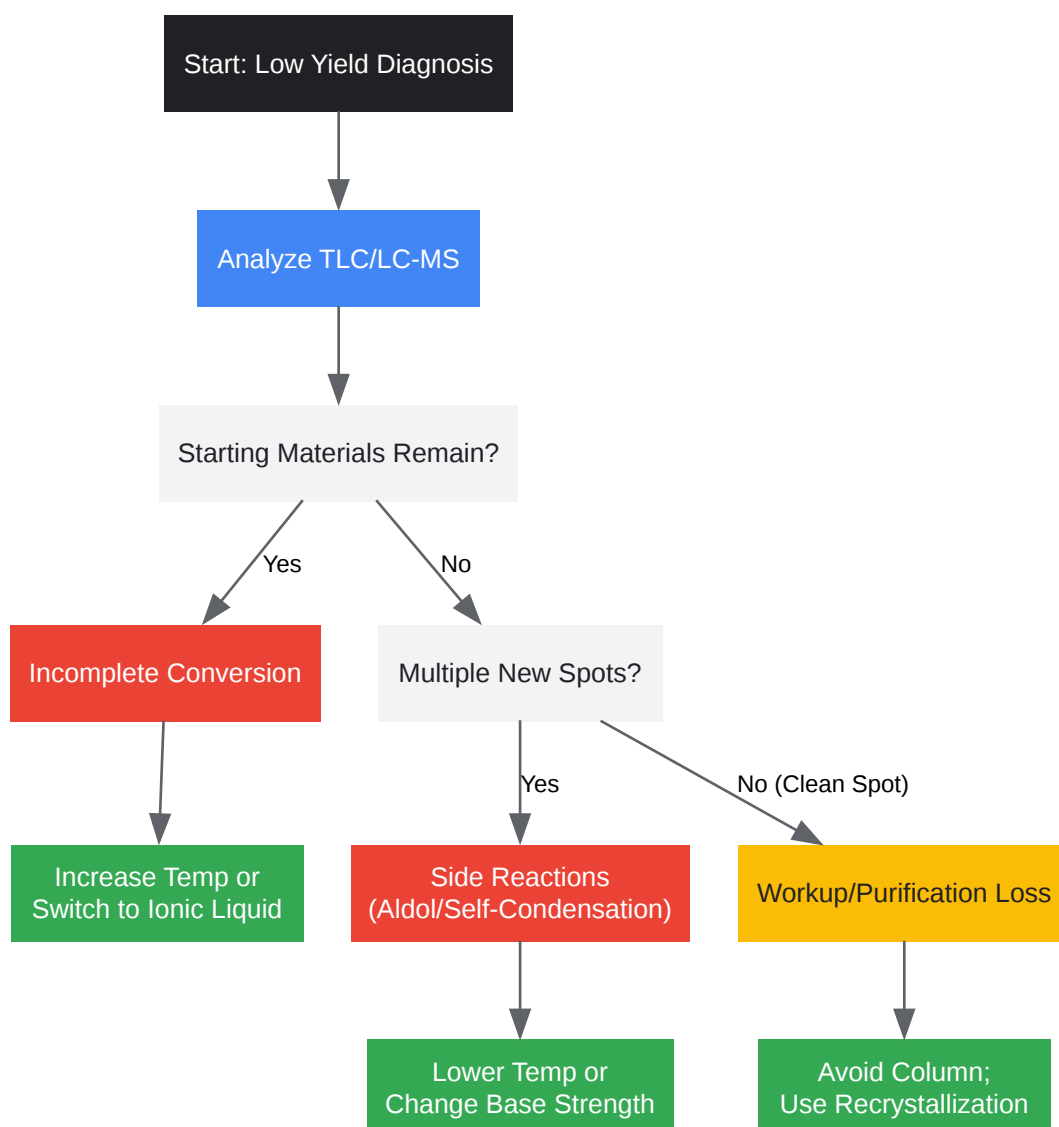 Start: Low Yield Diagnosis
Analyze TLC/LC-MS
Starting Materials Remain?
Yes
No
Incomplete Conversion
Multiple New Spots?
Yes
No (Clean Spot)
Increase Temp or
Switch to Ionic Liquid
Side Reactions
(Aldol/Self-Condensation)
Workup/Purification Loss
Lower Temp or
Change Base Strength
Avoid Column;
Use Recrystallization